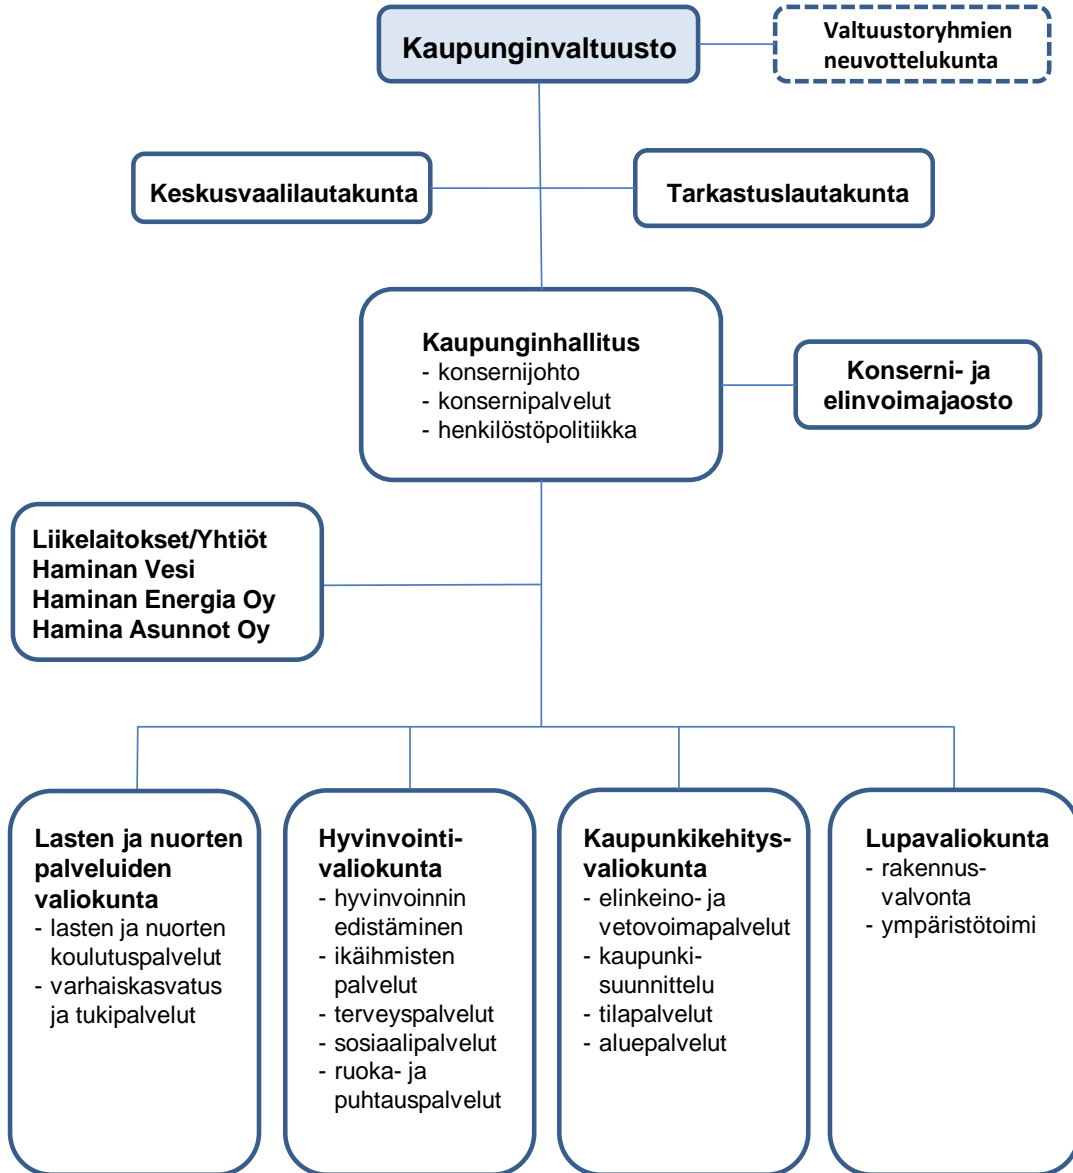 Kaupunginvaltuusto
Valtuustoryhmien
neuvottelukunta
Keskusvaalilautakunta
Tarkastuslautakunta
Kaupunginhallitus
- konsernijohto
- konsernipalvelut
- henkilöstöpolitiikka
Konserni- ja
elinvoimajaosto
Liikelaitokset/Yhtiöt
Haminan Vesi
Haminan Energia Oy
Hamina Asunnot Oy
Lasten ja nuorten
palveluiden
valiokunta
- lasten ja nuorten
koulutuspalvelut
- varhaiskasvatus
ja tukipalvelut
Hyvinvointi-
valiokunta
- hyvinvoinnin
edistäminen
- ikäihmisten
palvelut
- terveyspalvelut
- sosiaalipalvelut
- ruoka- ja
puhtauspalvelut
Kaupunkikehitys-
valiokunta
- elinkeino- ja
vetovoimapalvelut
- kaupunki-
suunnittelu
- tilapalvelut
- aluepalvelut
Lupavaliokunta
- rakennus-
valvonta
- ympäristötoimi